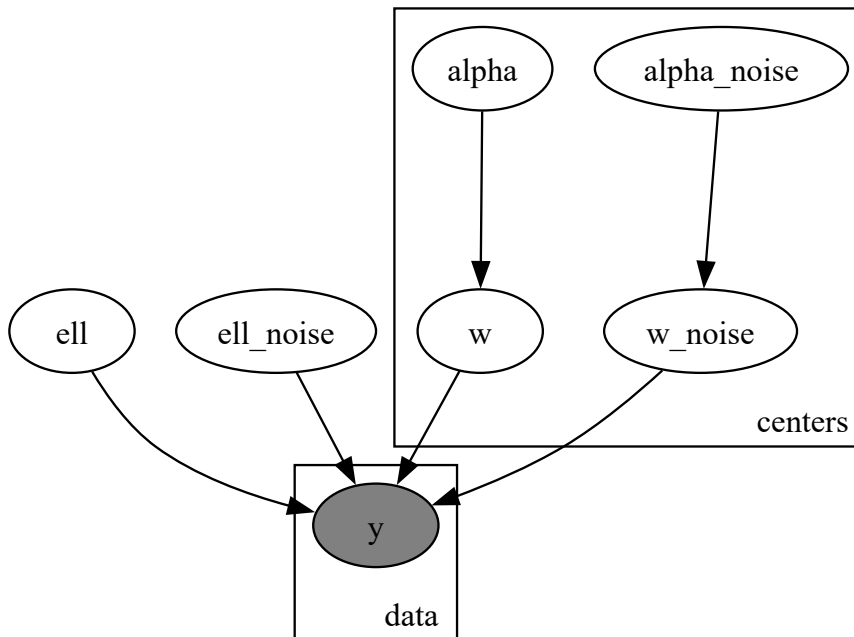 alpha
alpha_noise
ell
ell_noise
w
w_noise
centers
y
data